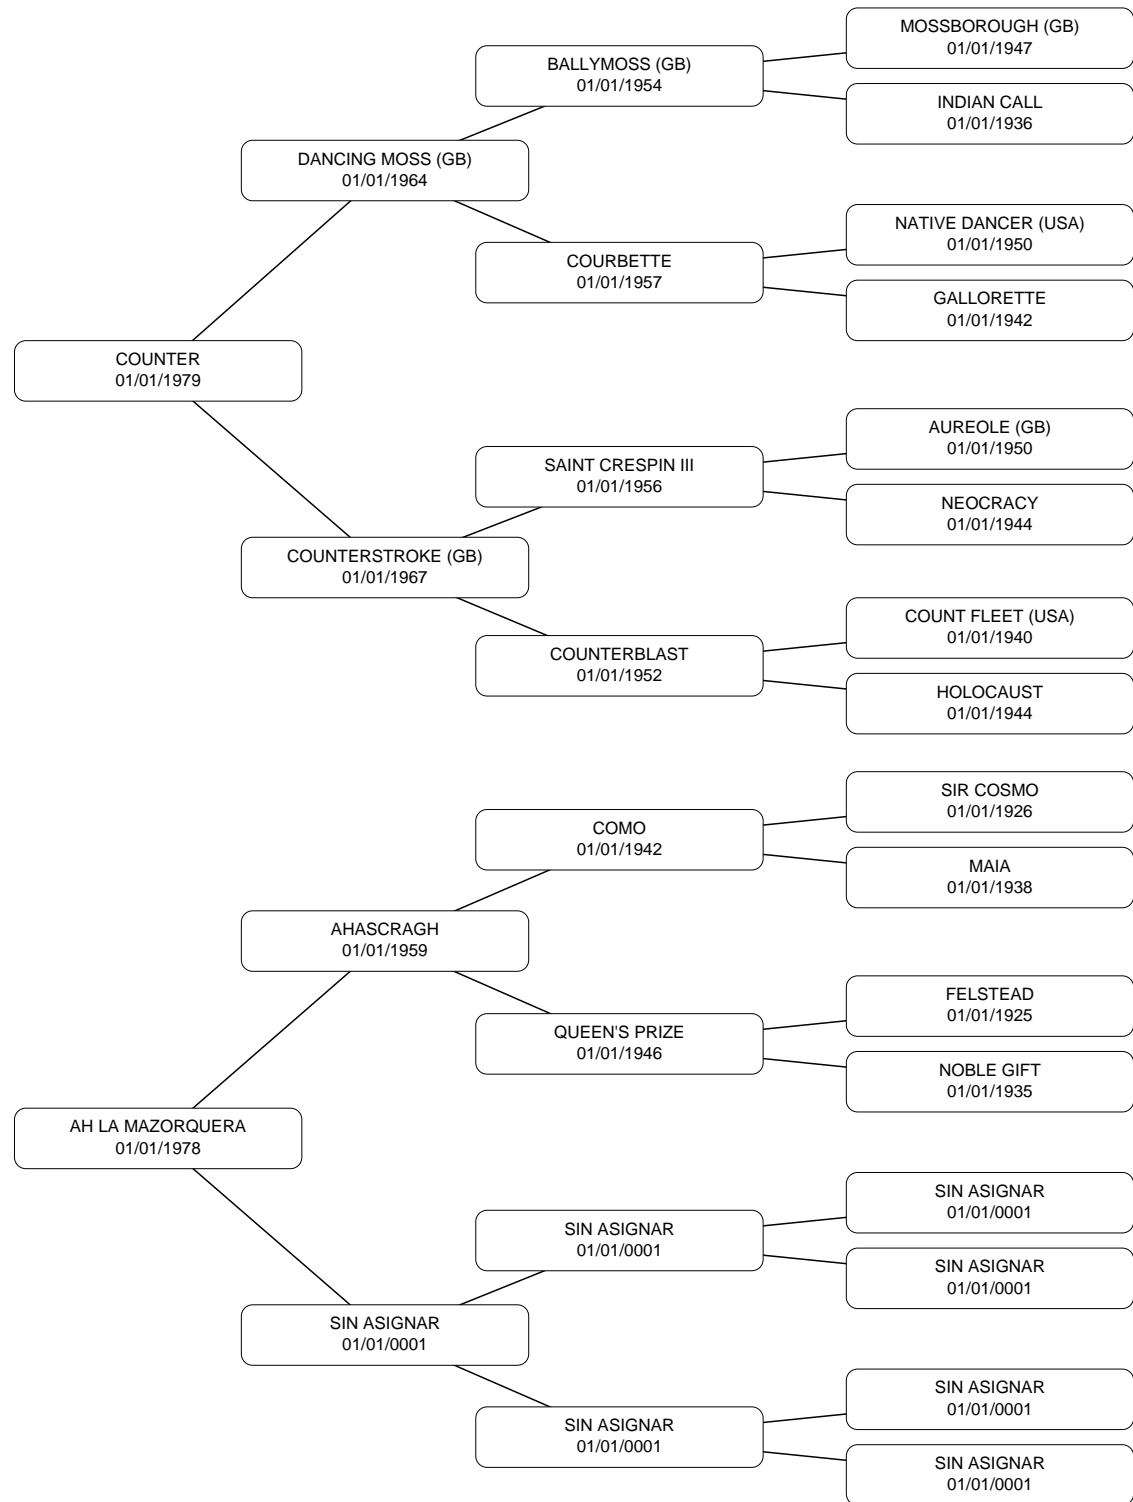 MOSSBOROUGH (GB)
01/01/1947
BALLYMOSS (GB)
01/01/1954
INDIAN CALL
01/01/1936
DANCING MOSS (GB)
01/01/1964
NATIVE DANCER (USA)
01/01/1950
COURBETTE
01/01/1957
GALLORETTE
01/01/1942
COUNTER
01/01/1979
AUREOLE (GB)
01/01/1950
SAINT CRESPIN III
01/01/1956
NEOCRACY
01/01/1944
COUNTERSTROKE (GB)
01/01/1967
COUNT FLEET (USA)
01/01/1940
COUNTERBLAST
01/01/1952
HOLOCAUST
01/01/1944
SIR COSMO
01/01/1926
COMO
01/01/1942
MAIA
01/01/1938
AHASCRAGH
01/01/1959
FELSTEAD
01/01/1925
QUEEN'S PRIZE
01/01/1946
NOBLE GIFT
01/01/1935
AH LA MAZORQUERA
01/01/1978
SIN ASIGNAR
01/01/0001
SIN ASIGNAR
01/01/0001
SIN ASIGNAR
01/01/0001
SIN ASIGNAR
01/01/0001
SIN ASIGNAR
01/01/0001
SIN ASIGNAR
01/01/0001
SIN ASIGNAR
01/01/0001